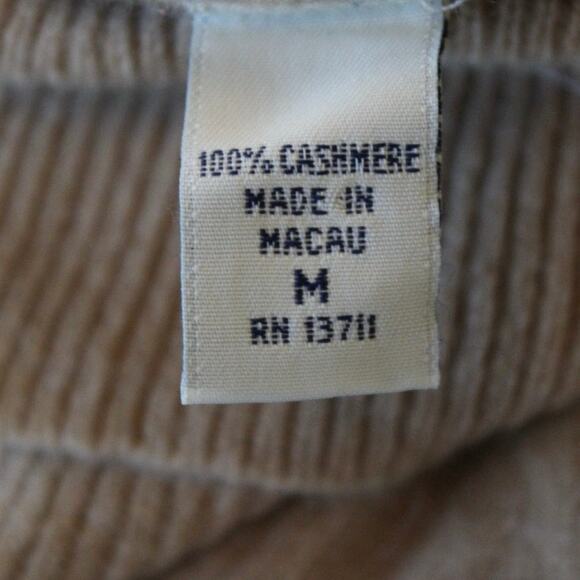 100% CASHMERE
MADE IN
MACAU
M
RN 13711